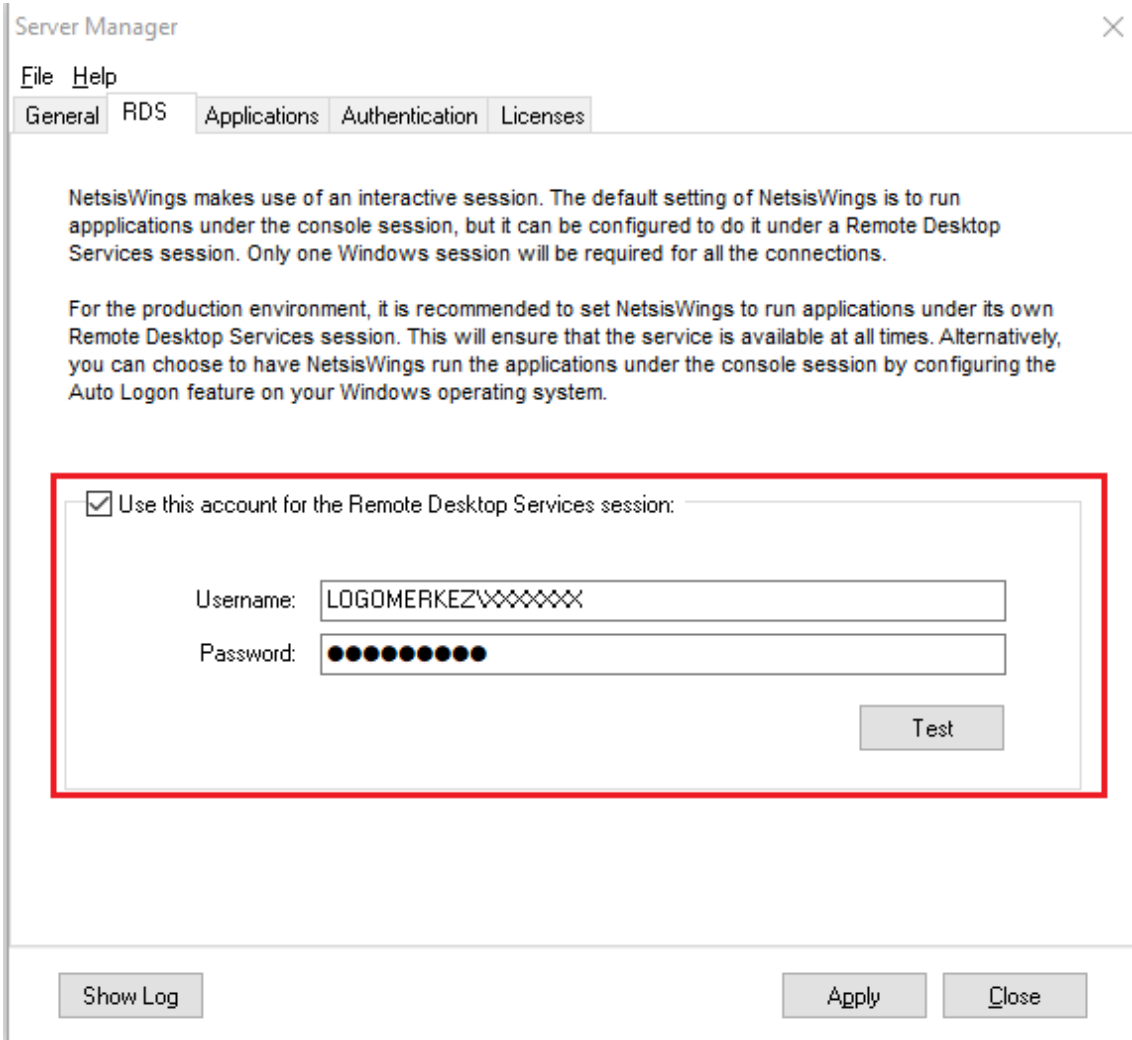 Server Manager
File Help
General RDS Applications Authentication Licenses
NetsisWings makes use of an interactive session. The default setting of NetsisWings is to run
appplications under the console session, but it can be configured to do it under a Remote Desktop
Services session. Only one Windows session will be required for all the connections.
For the production environment, it is recommended to set NetsisWings to run applications under its own
Remote Desktop Services session. This will ensure that the service is available at all times. Alternatively,
you can choose to have NetsisWings run the applications under the console session by configuring the
Auto Logon feature on your Windows operating system.
Use this account for the Remote Desktop Services session:
Username: LOGOMERKEZ\XXXXXXX
Password: ●●●●●●●●●
Test
Show Log Apply Close